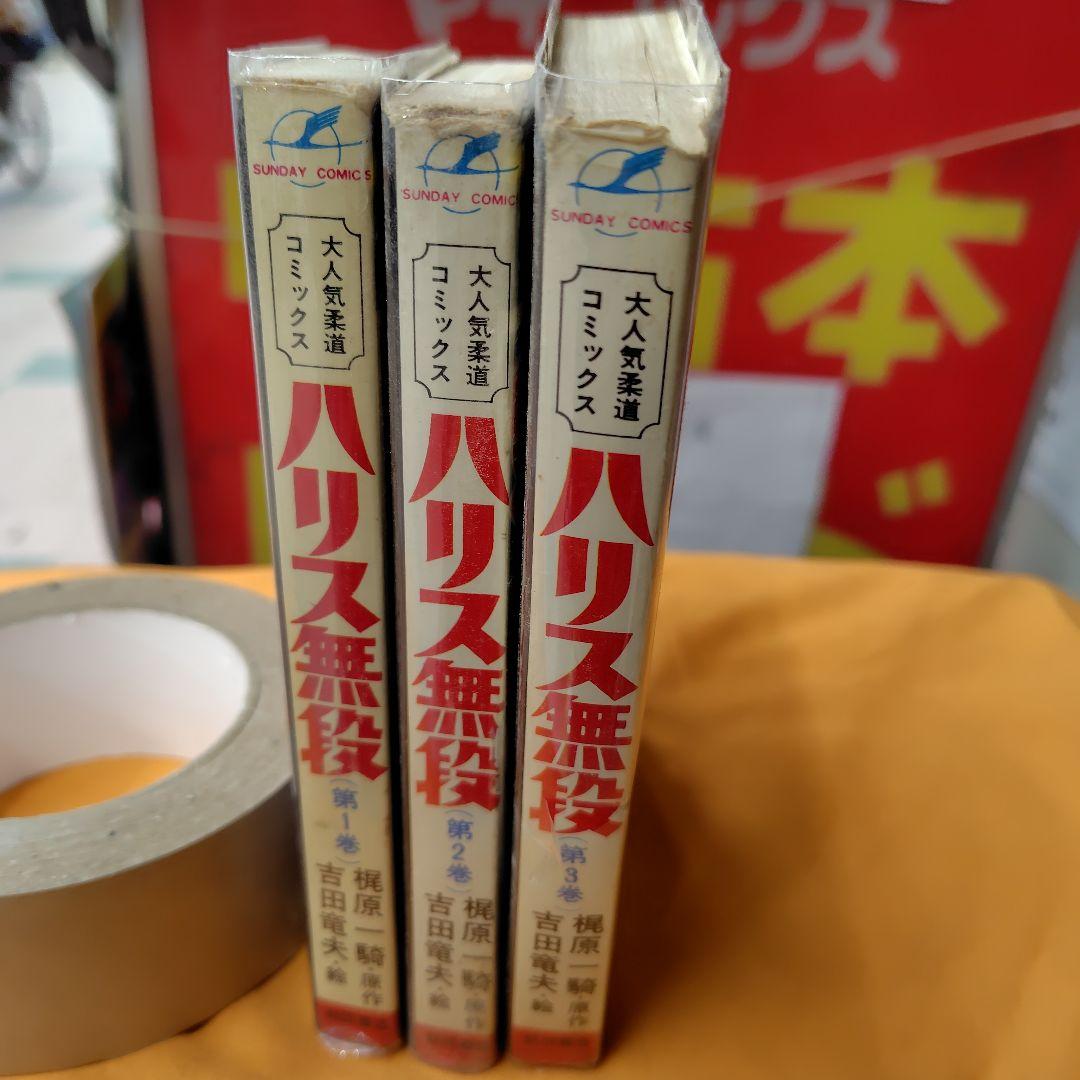 SUNDAY COMICS
大人気柔道
コミックス
ハリス無段
(第1巻)
梶原一騎・原作
吉田竜夫・絵
SUNDAY COMIC
大人気柔道
コミックス
ハリス無段
(第2巻)
梶原一騎・原作
吉田竜夫・絵
SUNDAY COMICS
大人気柔道
コミックス
ハリス無段
(第3巻)
梶原一騎・原作
吉田竜夫・絵
ックス
本